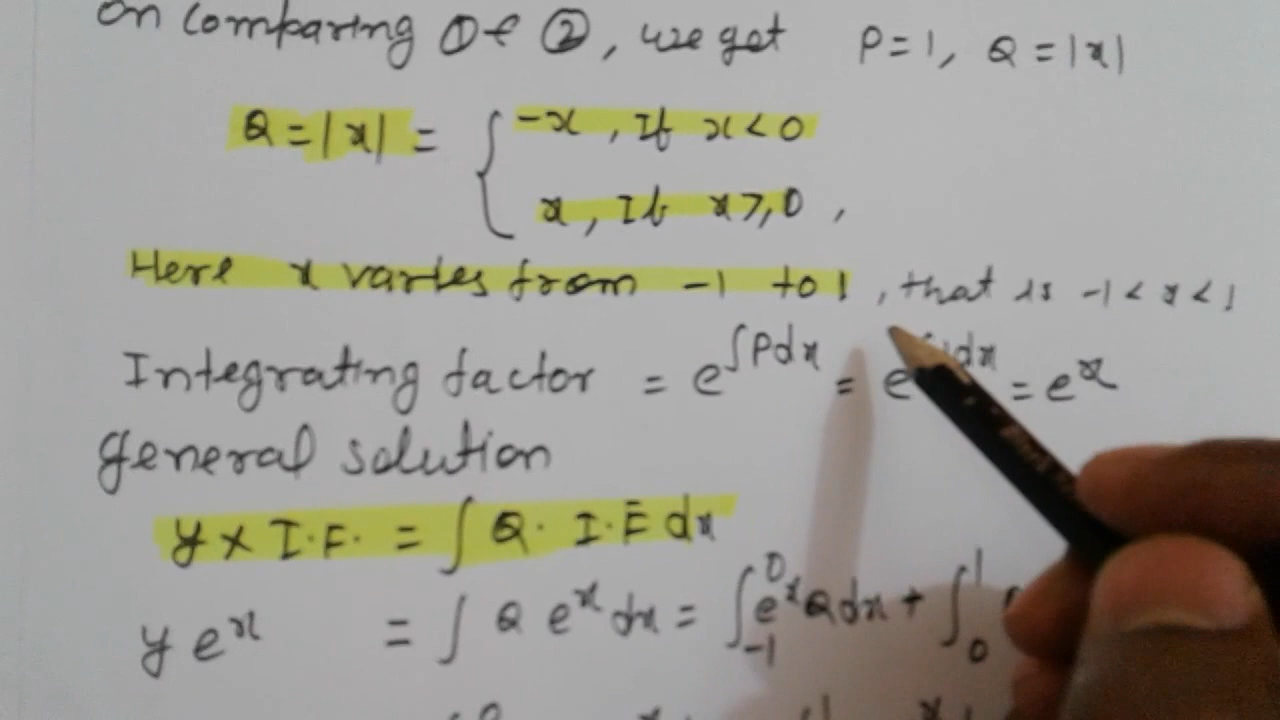 On comparing ① & ②, we get P = 1, Q = |x|
Q = |x| = { -x, If x < 0
x, If x ≥ 0,
Here x varies from -1 to 1, that is -1 < x < 1
Integrating factor = e^∫Pdx = e dx = e^x
General solution
y × I.F. = ∫ Q. I.F dx
y e^x = ∫ Q e^x dx = ∫_{-1}^0 e^x Q dx + ∫_0^1